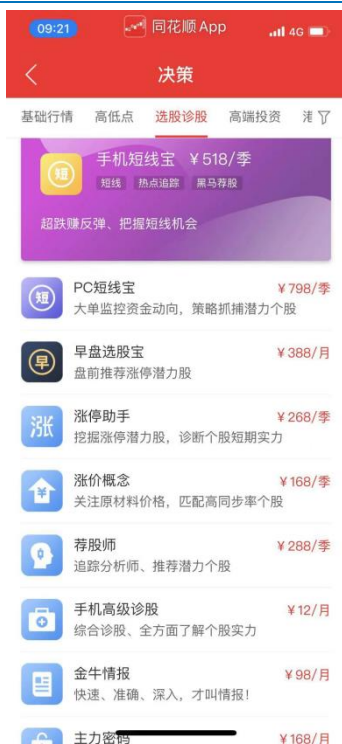 09:21
同花顺App
4G
决策
基础行情 高低点 选股诊股 高端投资 港
短
手机短线宝 ¥518/季
短线 热点追踪 黑马荐股
超跌赚反弹、把握短线机会
短
PC短线宝 ¥798/季
大单监控资金动向，策略抓捕潜力个股
早
早盘选股宝 ¥388/月
盘前推荐涨停潜力股
涨
涨停助手 ¥268/季
挖掘涨停潜力股，诊断个股短期实力
涨价概念 ¥168/季
关注原材料价格，匹配高同步率个股
荐股师 ¥288/季
追踪分析师、推荐潜力个股
手机高级诊股 ¥12/月
综合诊股、全方面了解个股实力
金牛情报 ¥98/月
快速、准确、深入，才叫情报！
主力密码 ¥168/月